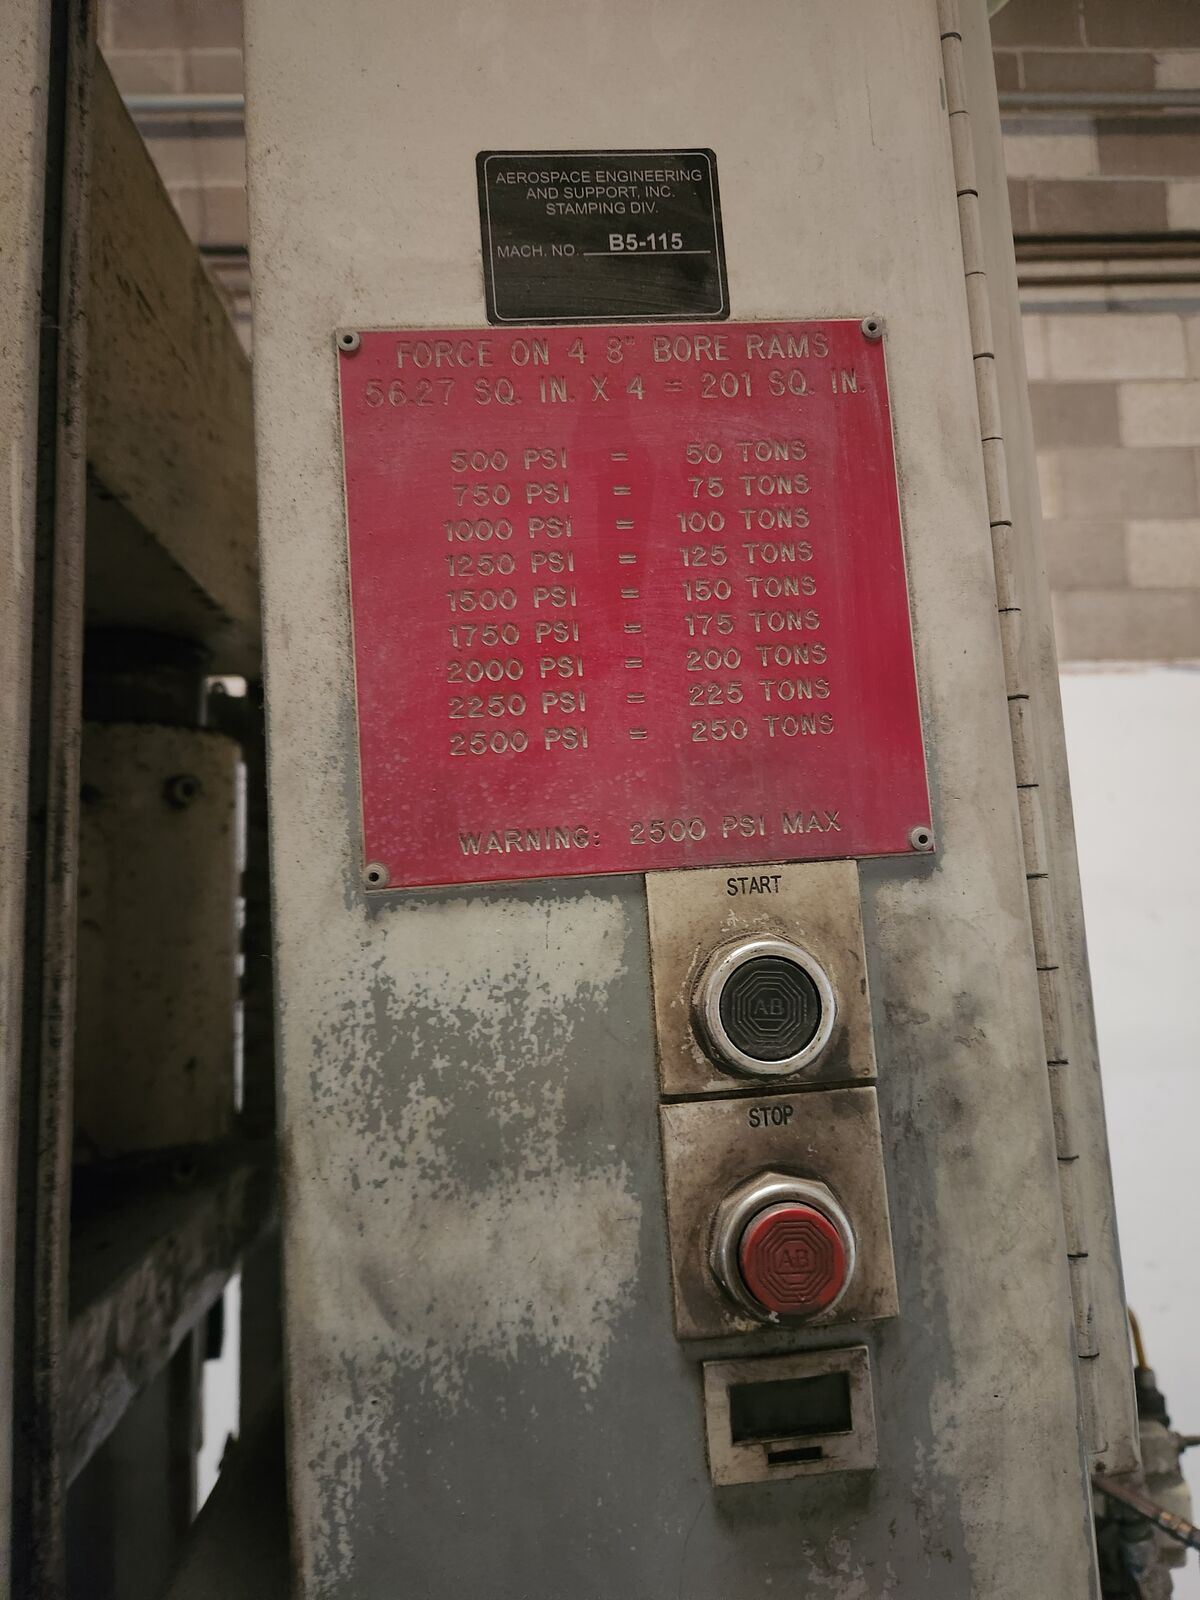 AEROSPACE ENGINEERING
AND SUPPORT, INC.
STAMPING DIV.
MACH. NO. B5-115
FORCE ON 4 8" BORE RAMS
56.27 SQ. IN. X 4 = 201 SQ. IN.
500 PSI = 50 TONS
750 PSI = 75 TONS
1000 PSI = 100 TONS
1250 PSI = 125 TONS
1500 PSI = 150 TONS
1750 PSI = 175 TONS
2000 PSI = 200 TONS
2250 PSI = 225 TONS
2500 PSI = 250 TONS
WARNING: 2500 PSI MAX
START
AB
STOP
AB